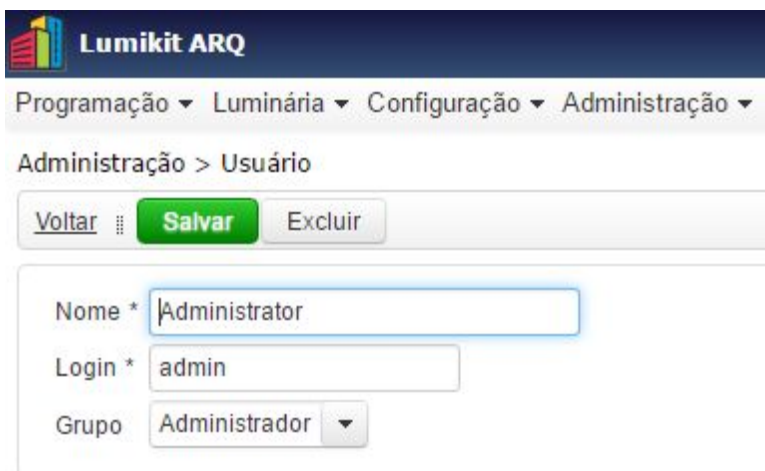 Lumikit ARQ
Programação Luminária Configuração Administração
Administração > Usuário
Voltar Salvar Excluir
Nome * Administrator
Login * admin
Grupo Administrador